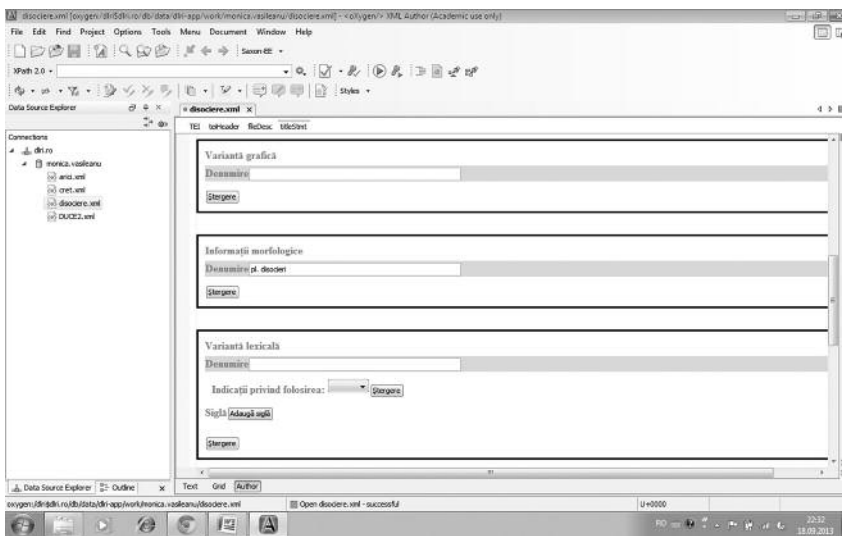 disociere.xml [oxygen:/dlri$dlri.ro/db/data/dlri-app/work/monica.vasileanu/disociere.xml] - <oXygen/> XML Author (Academic use only)
File Edit Find Project Options Tools Menu Document Window Help
Saxon-EE
XPath 2.0
Styles
Data Source Explorer
disociere.xml
TEI teiHeader fileDesc titleStmt
Connections
dlri.ro
monica.vasileanu
arici.xml
cret.xml
disociere.xml
DUCE2.xml
Variantă grafică
Denumire
Ștergere
Informații morfologice
Denumire pl. disocieri
Ștergere
Variantă lexicală
Denumire
Indicații privind folosirea: Ștergere
Siglă Adaugă siglă
Ștergere
Data Source Explorer Outline
Text Grid Author
oxygen:/dlri$dlri.ro/db/data/dlri-app/work/monica.vasileanu/disociere.xml Open disociere.xml - successful U+0000
RO 22:32
18.09.2013